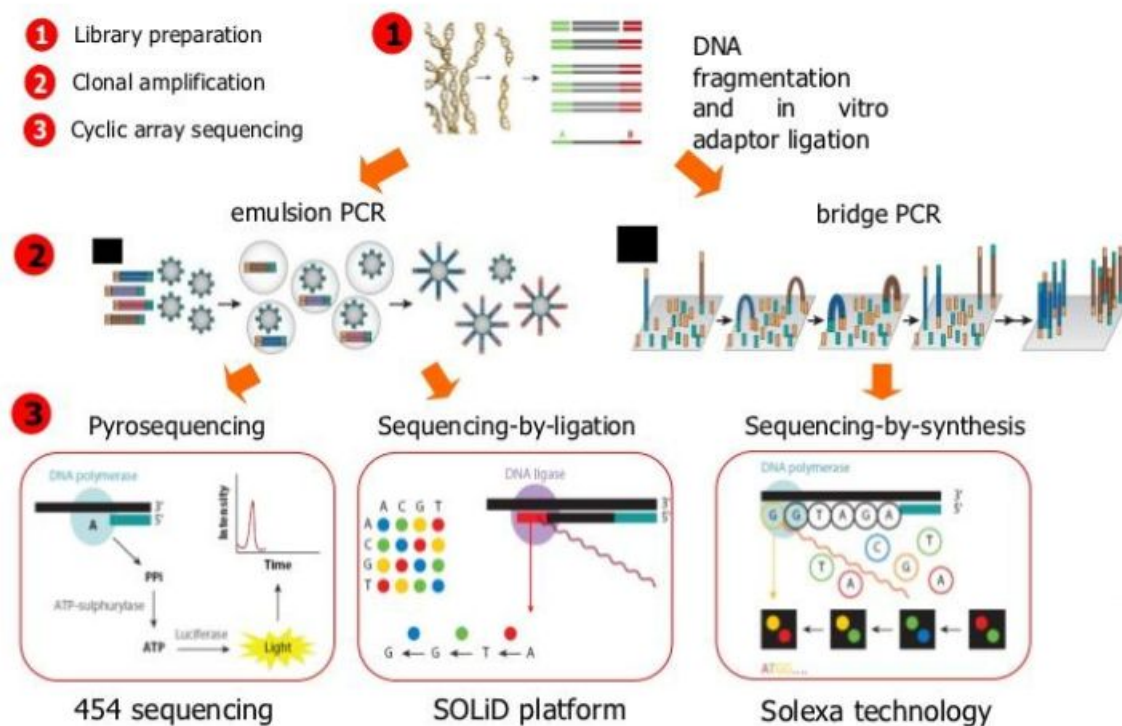 1 Library preparation
2 Clonal amplification
3 Cyclic array sequencing
1
DNA
fragmentation
and in vitro
adaptor ligation
A B
emulsion PCR
bridge PCR
2
3
Pyrosequencing
DNA polymerase
3'
5'
A
PPi
ATP-sulphurylase
ATP
Luciferase
Light
Intensity
Time
454 sequencing
Sequencing-by-ligation
DNA ligase
3'
5'
A C G T
A
C
G
T
G G T A
SOLiD platform
Sequencing-by-synthesis
DNA polymerase
3'
5'
G G T A G A
C T
T A G A
ATGG....
Solexa technology